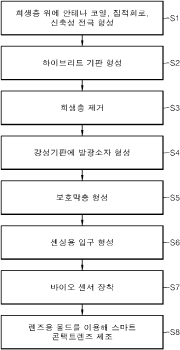 희생층 위에 안테나 코일, 집적회로,
신축성 전극 형성
S1
하이브리드 기판 형성
S2
희생층 제거
S3
강성기판에 발광소자 형성
S4
보호막층 형성
S5
센싱용 입구 형성
S6
바이오 센서 장착
S7
렌즈용 몰드를 이용해 스마트
콘택트렌즈 제조
S8